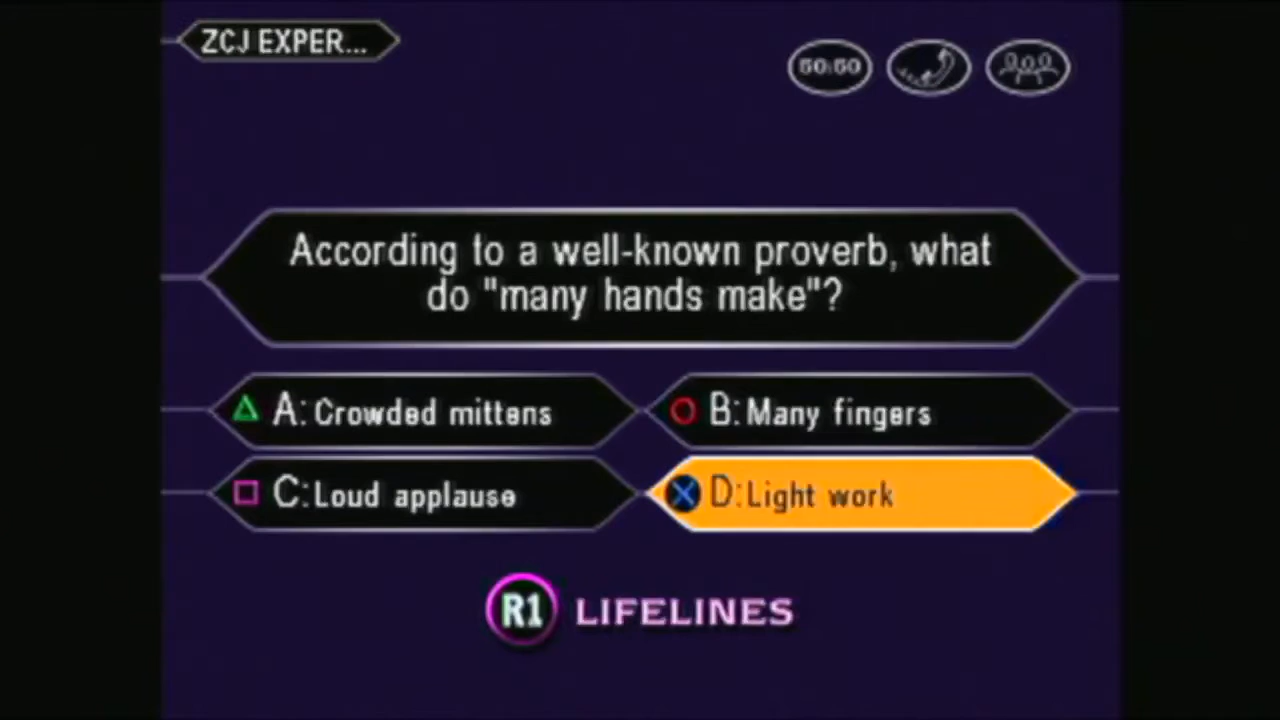 ZCJ EXPER...
50:50
According to a well-known proverb, what
do "many hands make"?
A: Crowded mittens
B: Many fingers
C: Loud applause
D: Light work
R1 LIFELINES